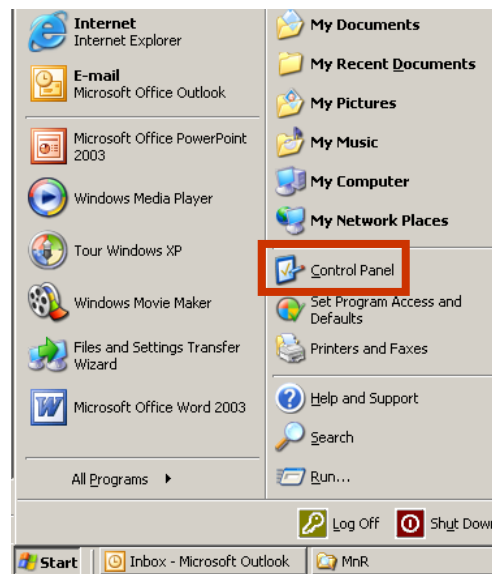 Internet
Internet Explorer
E-mail
Microsoft Office Outlook
Microsoft Office PowerPoint
2003
Windows Media Player
Tour Windows XP
Windows Movie Maker
Files and Settings Transfer
Wizard
Microsoft Office Word 2003
All Programs
My Documents
My Recent Documents
My Pictures
My Music
My Computer
My Network Places
Control Panel
Set Program Access and
Defaults
Printers and Faxes
Help and Support
Search
Run...
Log Off
Shut Down
Start
Inbox - Microsoft Outlook
MnR